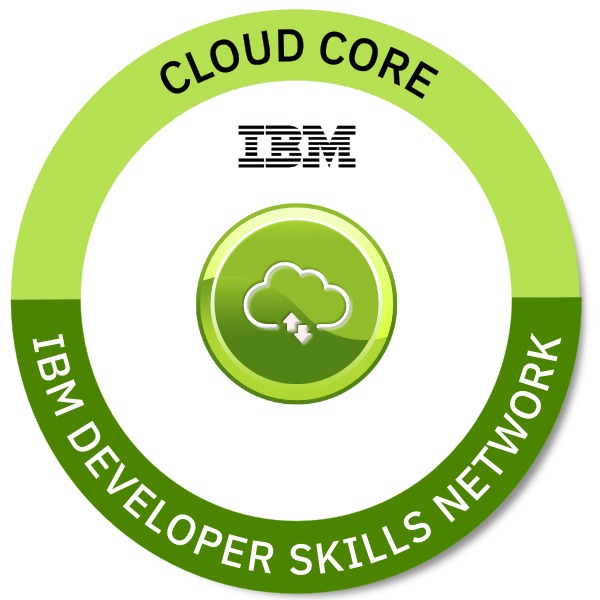 CLOUD CORE
IBM
IBM DEVELOPER SKILLS NETWORK